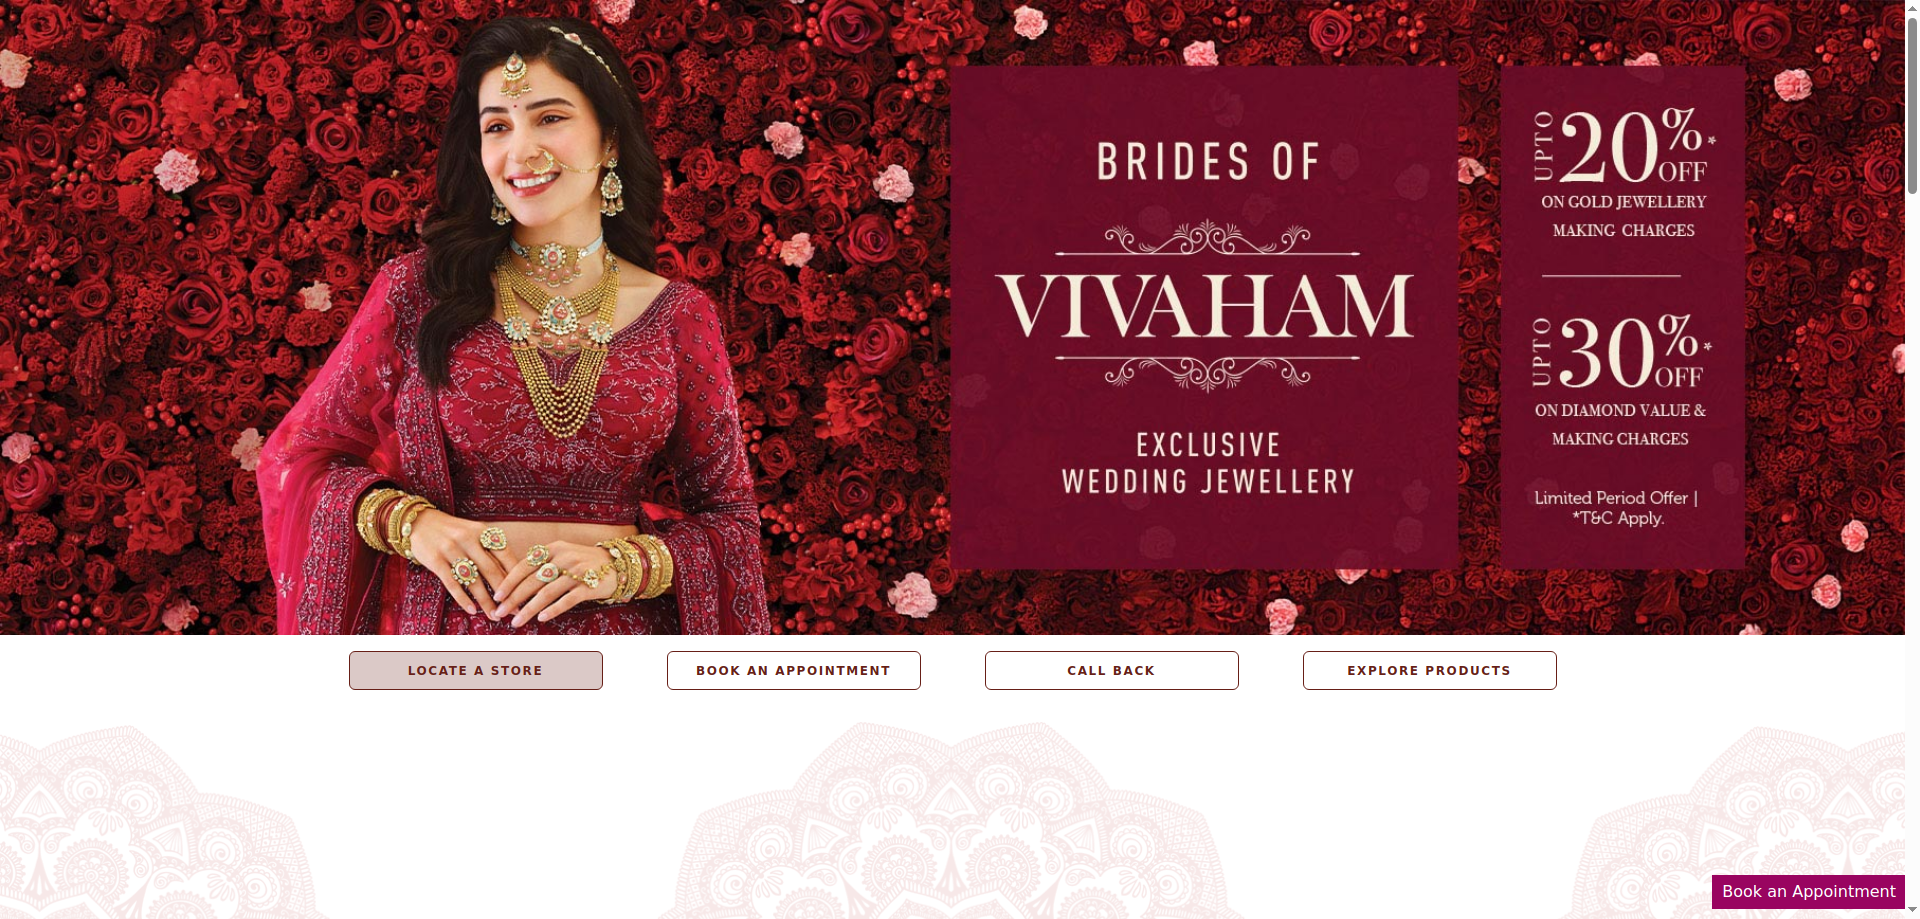 BRIDES OF
VIVAHAM
EXCLUSIVE
WEDDING JEWELLERY
UPTO 20% OFF*
ON GOLD JEWELLERY
MAKING CHARGES
UPTO 30% OFF*
ON DIAMOND VALUE &
MAKING CHARGES
Limited Period Offer |
*T&C Apply.
LOCATE A STORE
BOOK AN APPOINTMENT
CALL BACK
EXPLORE PRODUCTS
Book an Appointment